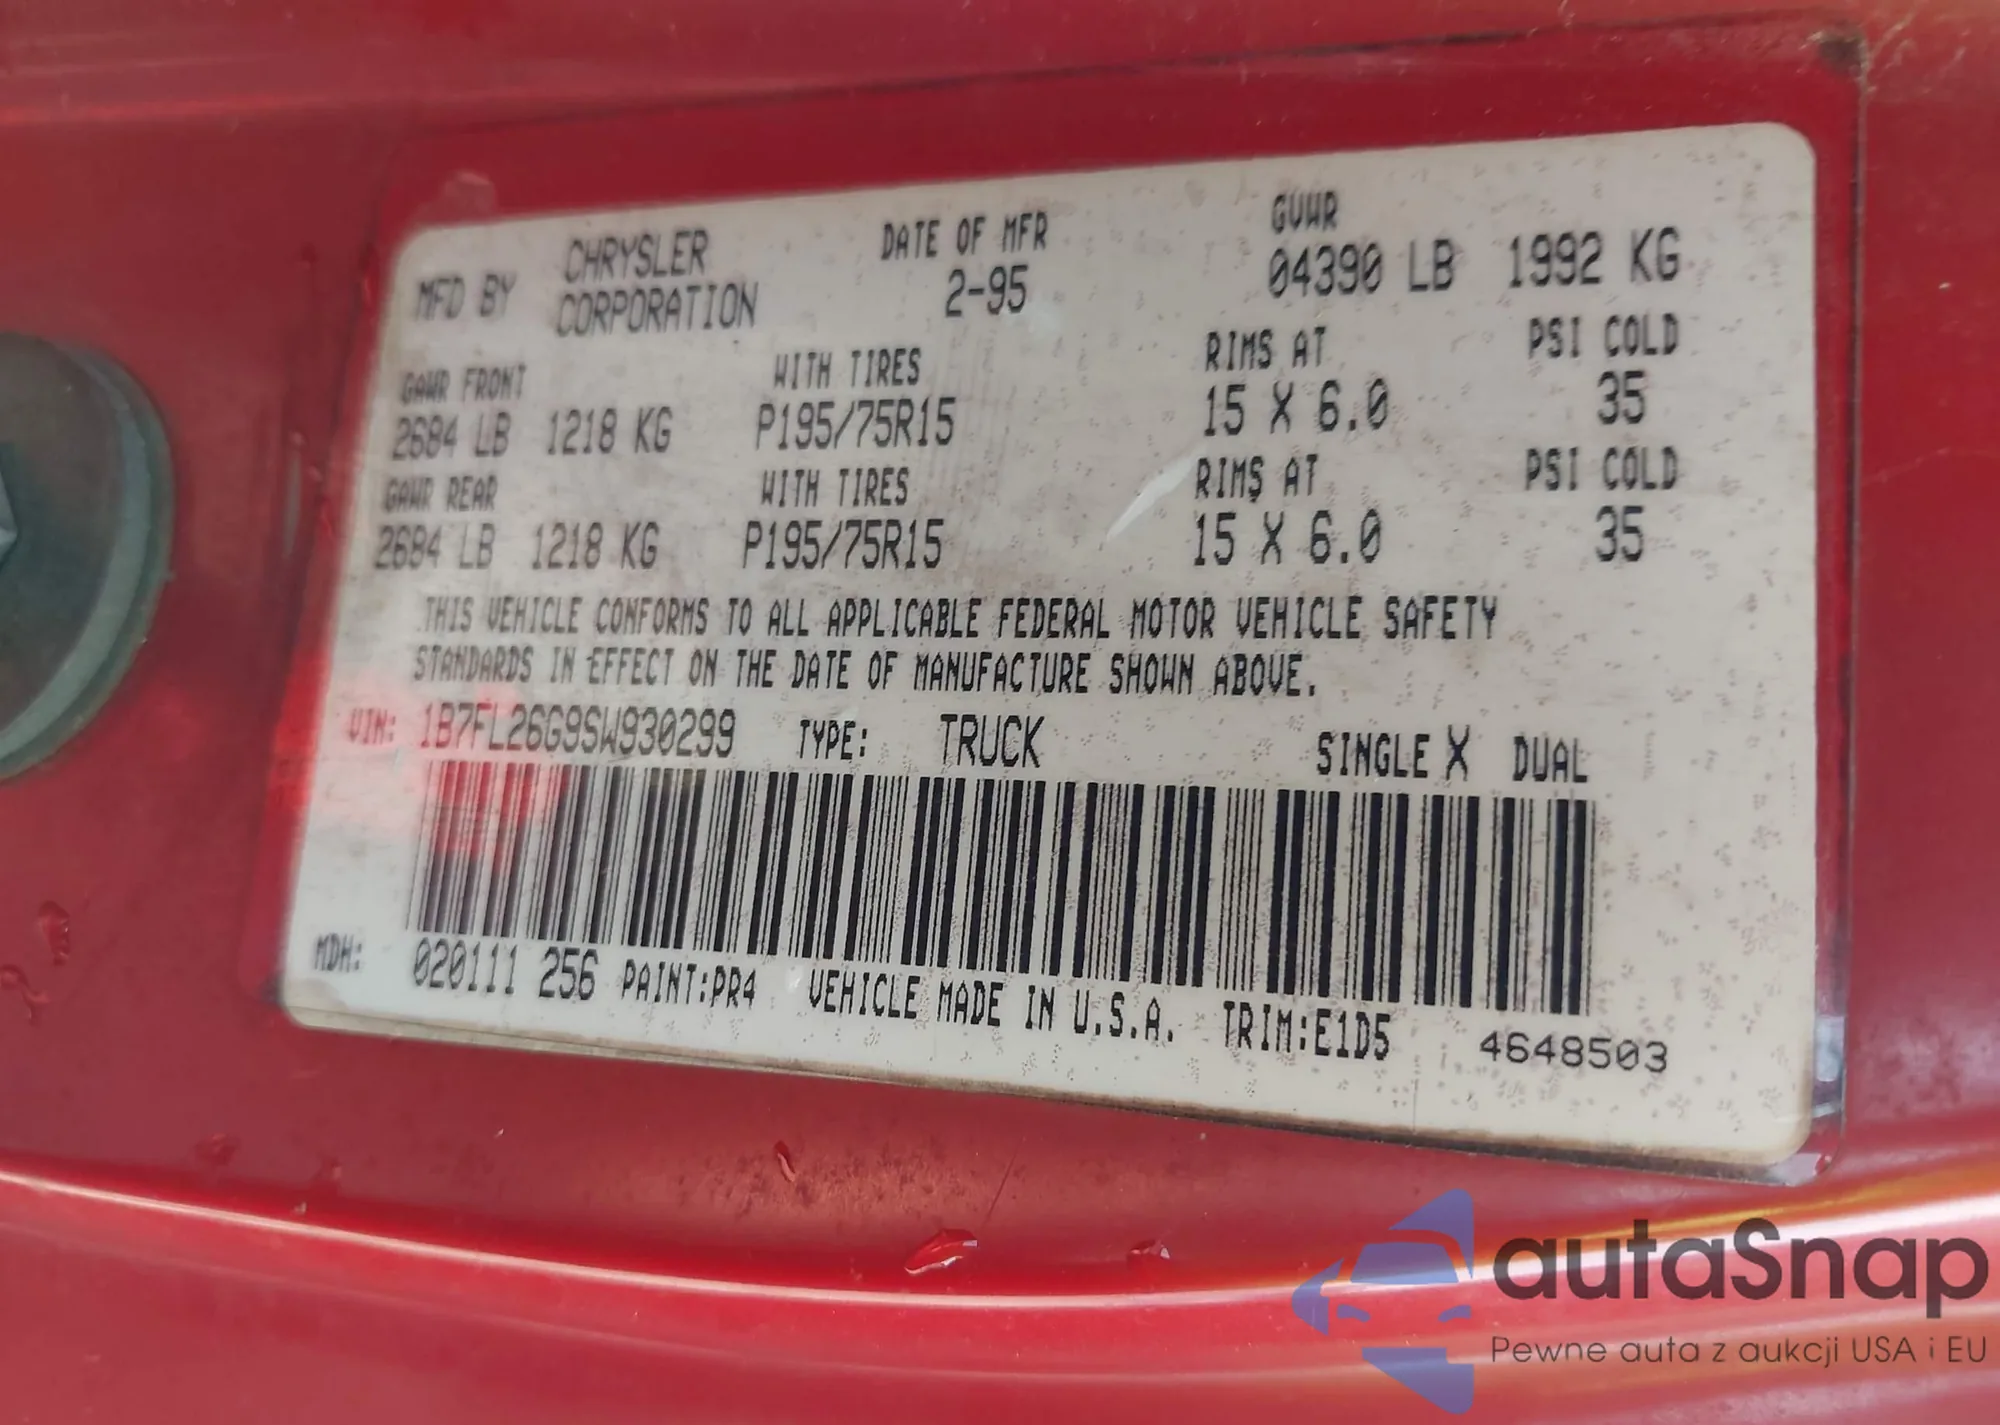 MFD BY CHRYSLER CORPORATION DATE OF MFR 2-95 GVWR 04390 LB 1992 KG
GAWR FRONT WITH TIRES RIMS AT PSI COLD
2684 LB 1218 KG P195/75R15 15 X 6.0 35
GAWR REAR WITH TIRES RIMS AT PSI COLD
2684 LB 1218 KG P195/75R15 15 X 6.0 35
THIS VEHICLE CONFORMS TO ALL APPLICABLE FEDERAL MOTOR VEHICLE SAFETY
STANDARDS IN EFFECT ON THE DATE OF MANUFACTURE SHOWN ABOVE.
VIN: 1B7FL26G9SW930299 TYPE: TRUCK SINGLE X DUAL
MDH: 020111 256 PAINT:PR4 VEHICLE MADE IN U.S.A. TRIM:E1D5 4648503
autaSnap
Pewne auta z aukcji USA i EU